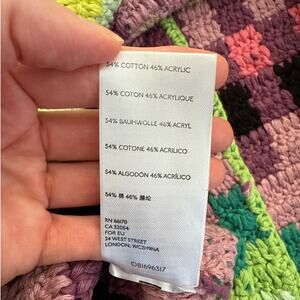 54% COTTON 46% ACRYLIC
54% COTON 46% ACRYLIQUE
54% BAUMWOLLE 46% ACRYL
54% COTONE 46% ACRILICO
54% ALGODÓN 46% ACRÍLICO
54% 棉 46% 腈纶
RN 66170
CA 32054
FOR EU
24 WEST STREET
LONDON, WC2H9NA
OB1696317